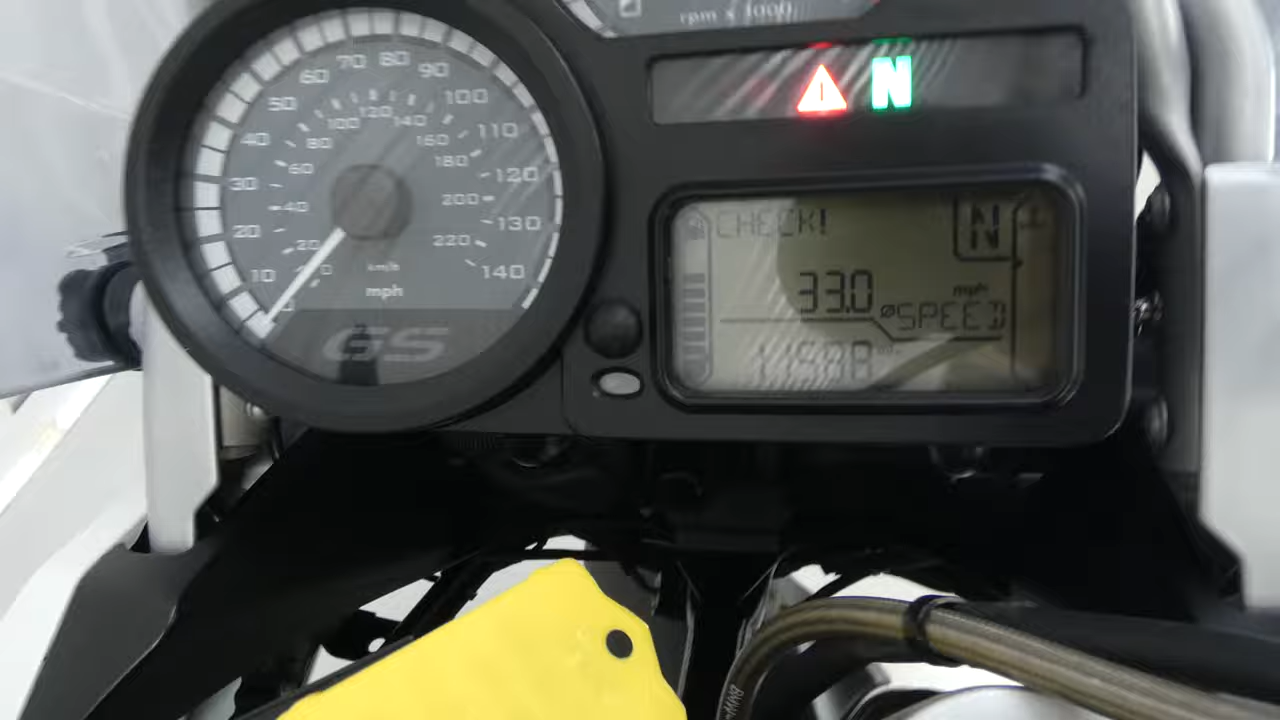 rpm x 1000
70 80
60 90
50 100
120
100 140
40 80 160 110
60 180
30 120
40 200
20 130
20 220
10 0 km/h 140
mph
GS
N
CHECK!
N
33.0 mph
øSPEED